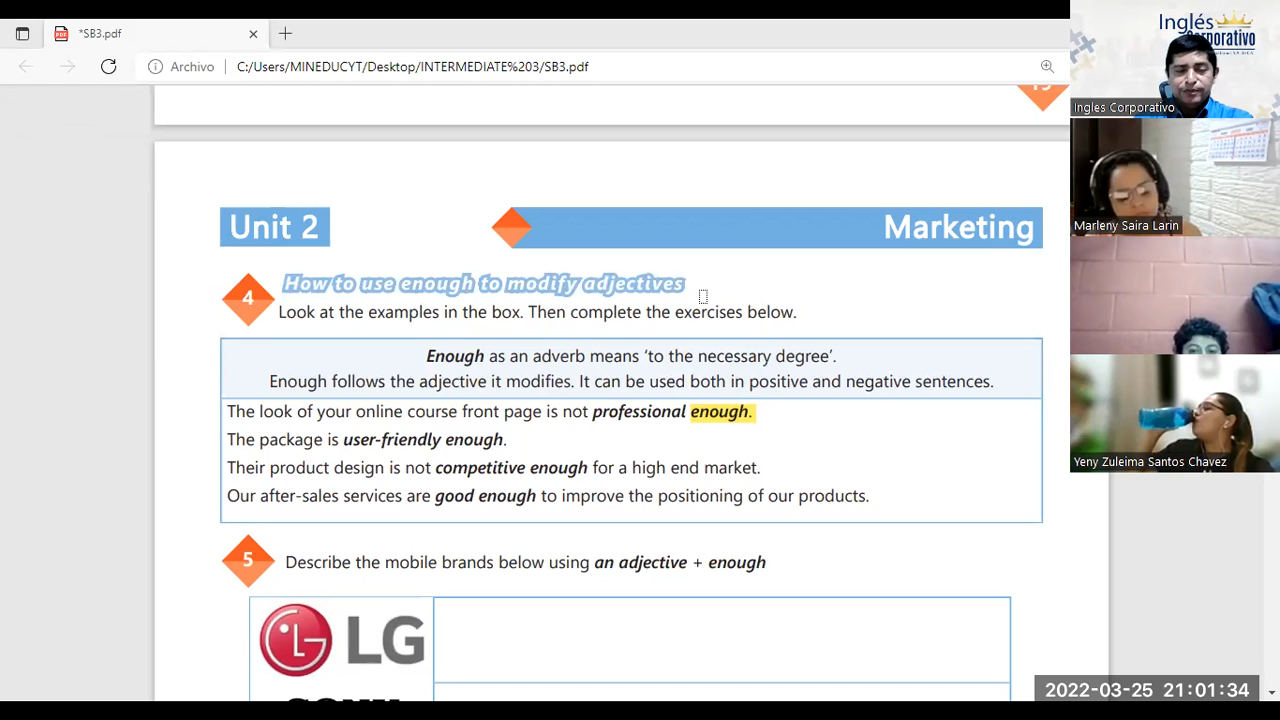 *SB3.pdf
Archivo
C:/Users/MINEDUCYT/Desktop/INTERMEDIATE%203/SB3.pdf
Unit 2
Marketing
4
How to use enough to modify adjectives
Look at the examples in the box. Then complete the exercises below.
Enough as an adverb means ‘to the necessary degree’.
Enough follows the adjective it modifies. It can be used both in positive and negative sentences.
The look of your online course front page is not professional enough.
The package is user-friendly enough.
Their product design is not competitive enough for a high end market.
Our after-sales services are good enough to improve the positioning of our products.
5
Describe the mobile brands below using an adjective + enough
LG
SONY
Inglés
Corporativo
Ingles Corporativo
Marleny Saira Larin
Yeny Zuleima Santos Chavez
2022-03-25 21:01:34